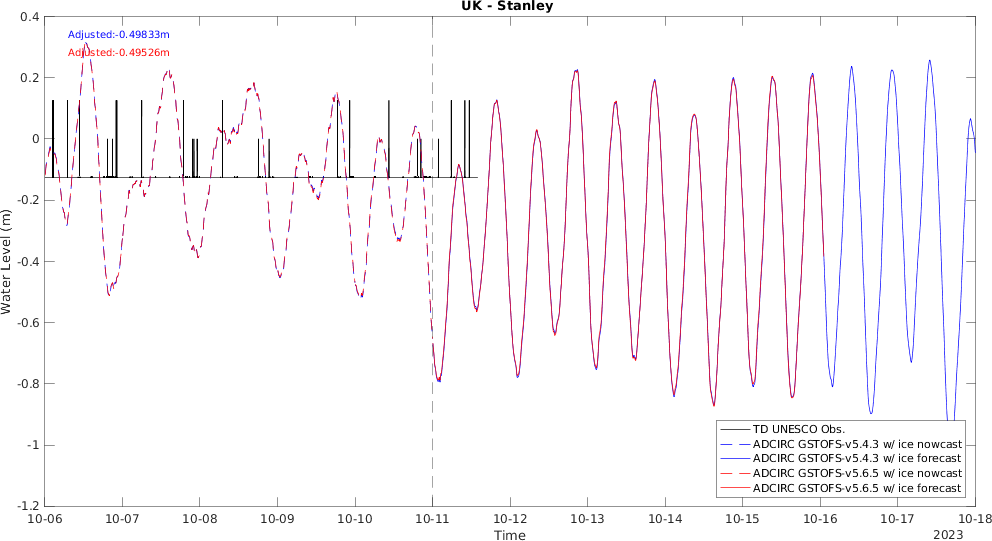 UK - Stanley
Adjusted:-0.49833m
Adjusted:-0.49526m
0.4
0.2
0
-0.2
-0.4
-0.6
-0.8
-1
-1.2
Water Level (m)
TD UNESCO Obs.
ADCIRC GSTOFS-v5.4.3 w/ ice nowcast
ADCIRC GSTOFS-v5.4.3 w/ ice forecast
ADCIRC GSTOFS-v5.6.5 w/ ice nowcast
ADCIRC GSTOFS-v5.6.5 w/ ice forecast
10-06 10-07 10-08 10-09 10-10 10-11 10-12 10-13 10-14 10-15 10-16 10-17 10-18
Time
2023